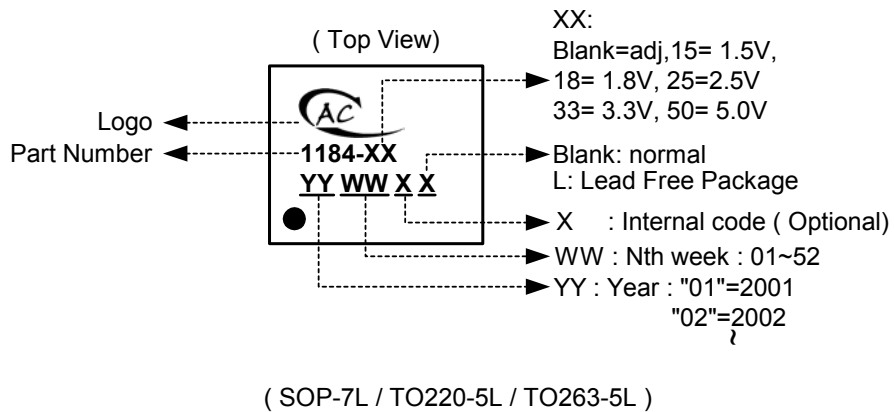 ( Top View)
AC
1184-XX
YY WW X X
Logo
Part Number
XX:
Blank=adj,15= 1.5V,
18= 1.8V, 25=2.5V
33= 3.3V, 50= 5.0V
Blank: normal
L: Lead Free Package
X : Internal code ( Optional)
WW : Nth week : 01~52
YY : Year : "01"=2001
"02"=2002
~
( SOP-7L / TO220-5L / TO263-5L )